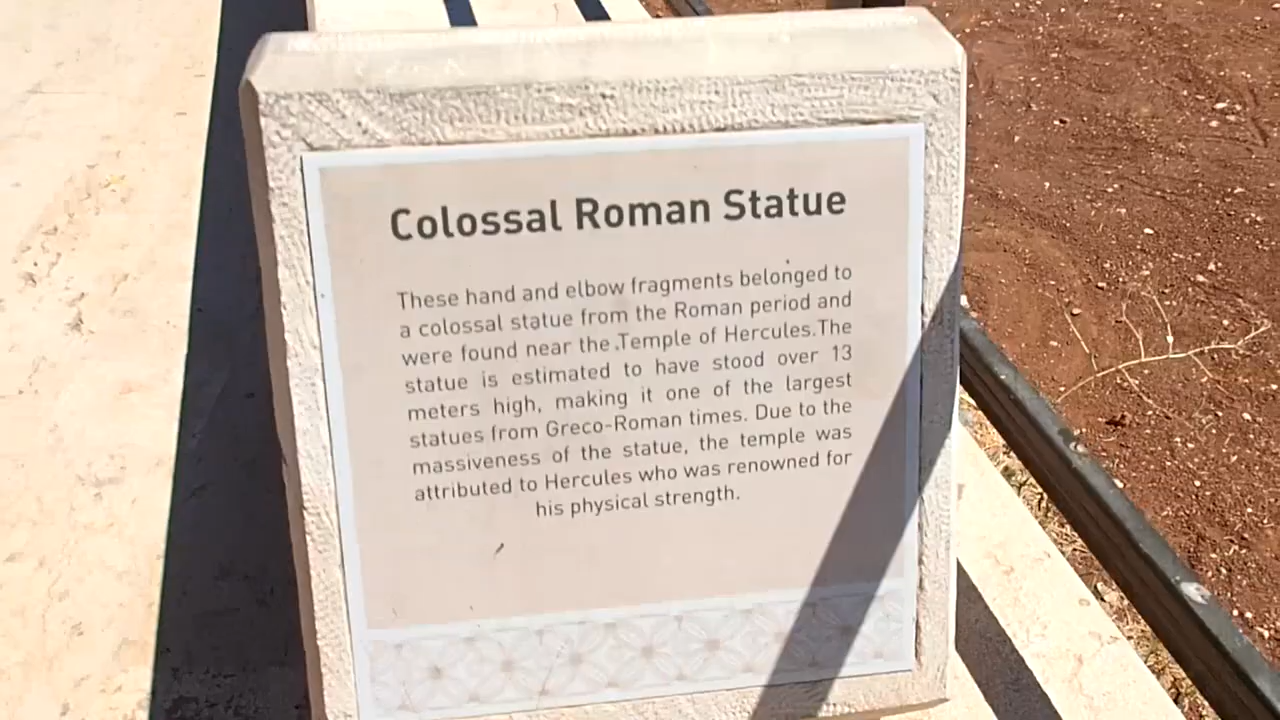 Colossal Roman Statue
These hand and elbow fragments belonged to
a colossal statue from the Roman period and
were found near the Temple of Hercules.The
statue is estimated to have stood over 13
meters high, making it one of the largest
statues from Greco-Roman times. Due to the
massiveness of the statue, the temple was
attributed to Hercules who was renowned for
his physical strength.